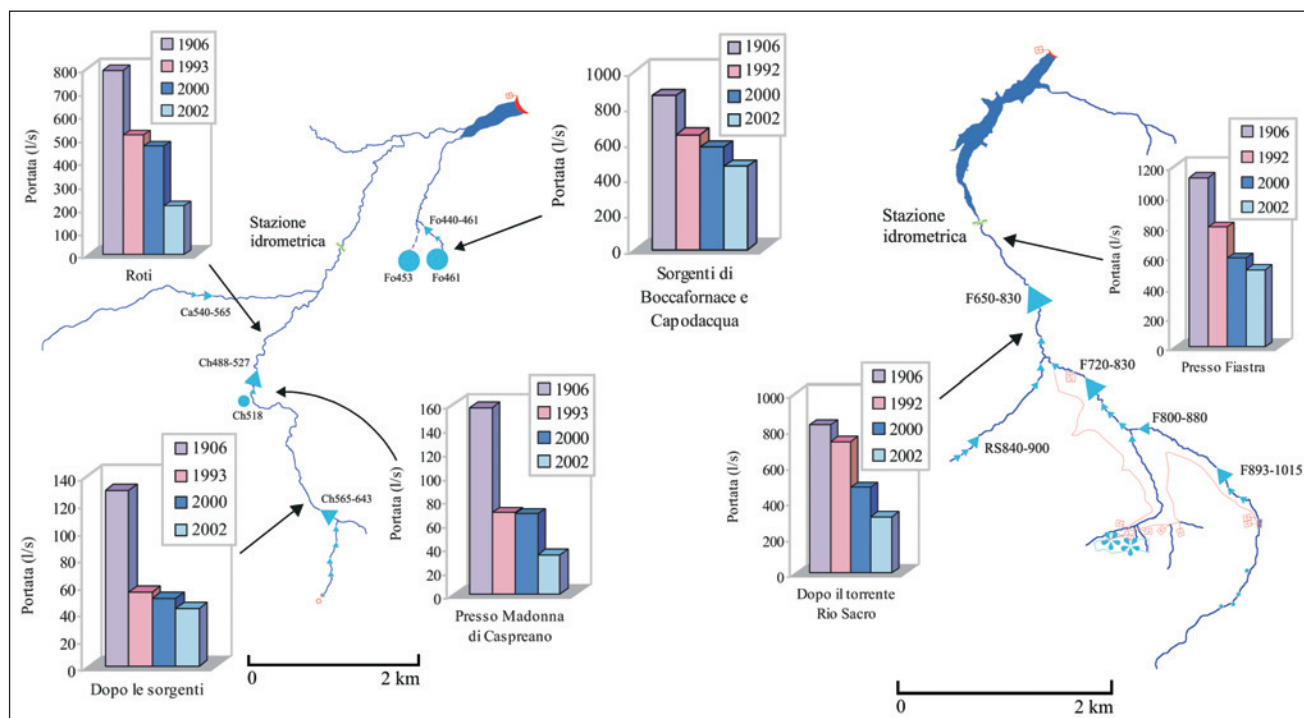 1906
1993
2000
2002
800
700
600
500
400
300
200
100
0
Portata (l/s)
Roti
1906
1992
2000
2002
1000
800
600
400
200
0
Portata (l/s)
Sorgenti di
Boccafornace e
Capodacqua
1906
1992
2000
2002
1200
1000
800
600
400
1200
0
Portata (l/s)
Presso Fiastra
Stazione
idrometrica
Fo440-461
Fo453
Fo461
Ca540-565
Ch488-527
Ch518
Ch565-643
Stazione
idrometrica
F650-830
F720-830
F800-880
RS840-900
F893-1015
1906
1993
2000
2002
140
120
100
80
60
40
20
0
Portata (l/s)
Dopo le sorgenti
1906
1993
2000
2002
160
140
120
100
80
60
40
20
0
Portata (l/s)
Presso Madonna
di Caspreano
1906
1992
2000
2002
1000
800
600
400
200
0
Portata (l/s)
Dopo il torrente
Rio Sacro
0
2 km
0
2 km